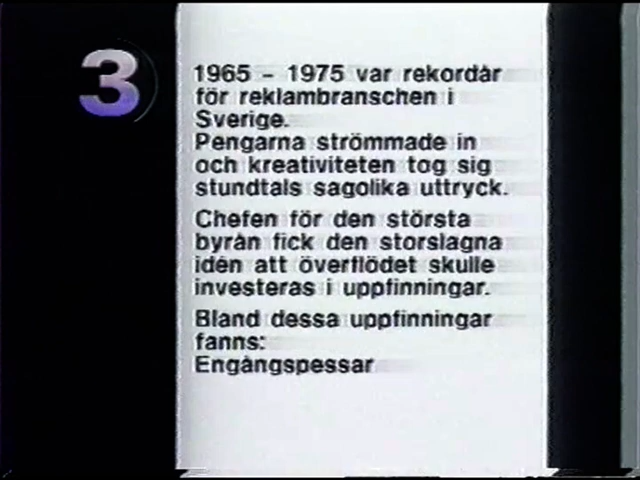 3
1965 - 1975 var rekordår
för reklambranschen i
Sverige.
Pengarna strömmade in
och kreativiteten tog sig
stundtals sagolika uttryck.
Chefen för den största
byrån fick den storslagna
idén att överflödet skulle
investeras i uppfinningar.
Bland dessa uppfinningar
fanns:
Engångspessar